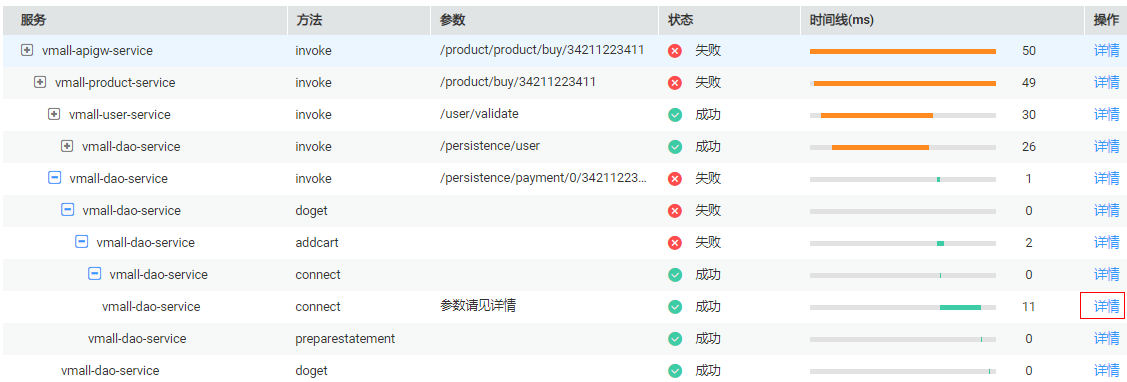 服务 方法 参数 状态 时间线(ms) 操作
vmall-apigw-service invoke /product/product/buy/34211223411 失败 50 详情
vmall-product-service invoke /product/buy/34211223411 失败 49 详情
vmall-user-service invoke /user/validate 成功 30 详情
vmall-dao-service invoke /persistence/user 成功 26 详情
vmall-dao-service invoke /persistence/payment/0/34211223... 失败 1 详情
vmall-dao-service doget 失败 0 详情
vmall-dao-service addcart 失败 2 详情
vmall-dao-service connect 成功 0 详情
vmall-dao-service connect 参数请见详情 成功 11 详情
vmall-dao-service preparestatement 成功 0 详情
vmall-dao-service doget 成功 0 详情